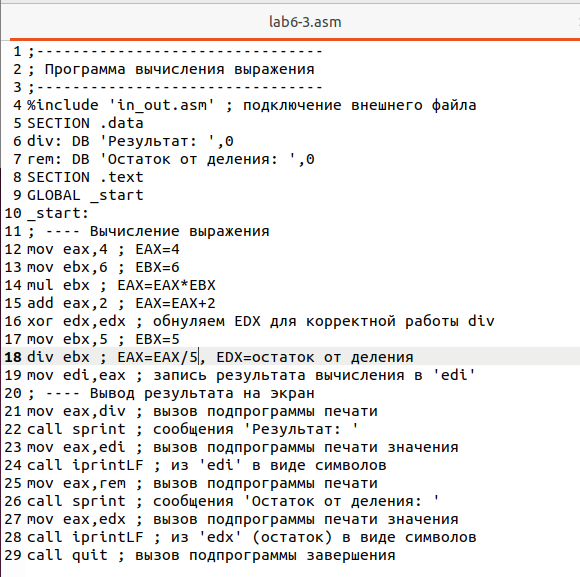 lab6-3.asm
1 ;--------------------------------
2 ; Программа вычисления выражения
3 ;--------------------------------
4 %include 'in_out.asm' ; подключение внешнего файла
5 SECTION .data
6 div: DB 'Результат: ',0
7 rem: DB 'Остаток от деления: ',0
8 SECTION .text
9 GLOBAL _start
10 _start:
11 ; ---- Вычисление выражения
12 mov eax,4 ; EAX=4
13 mov ebx,6 ; EBX=6
14 mul ebx ; EAX=EAX*EBX
15 add eax,2 ; EAX=EAX+2
16 xor edx,edx ; обнуляем EDX для корректной работы div
17 mov ebx,5 ; EBX=5
18 div ebx ; EAX=EAX/5, EDX=остаток от деления
19 mov edi,eax ; запись результата вычисления в 'edi'
20 ; ---- Вывод результата на экран
21 mov eax,div ; вызов подпрограммы печати
22 call sprint ; сообщения 'Результат: '
23 mov eax,edi ; вызов подпрограммы печати значения
24 call iprintLF ; из 'edi' в виде символов
25 mov eax,rem ; вызов подпрограммы печати
26 call sprint ; сообщения 'Остаток от деления: '
27 mov eax,edx ; вызов подпрограммы печати значения
28 call iprintLF ; из 'edx' (остаток) в виде символов
29 call quit ; вызов подпрограммы завершения